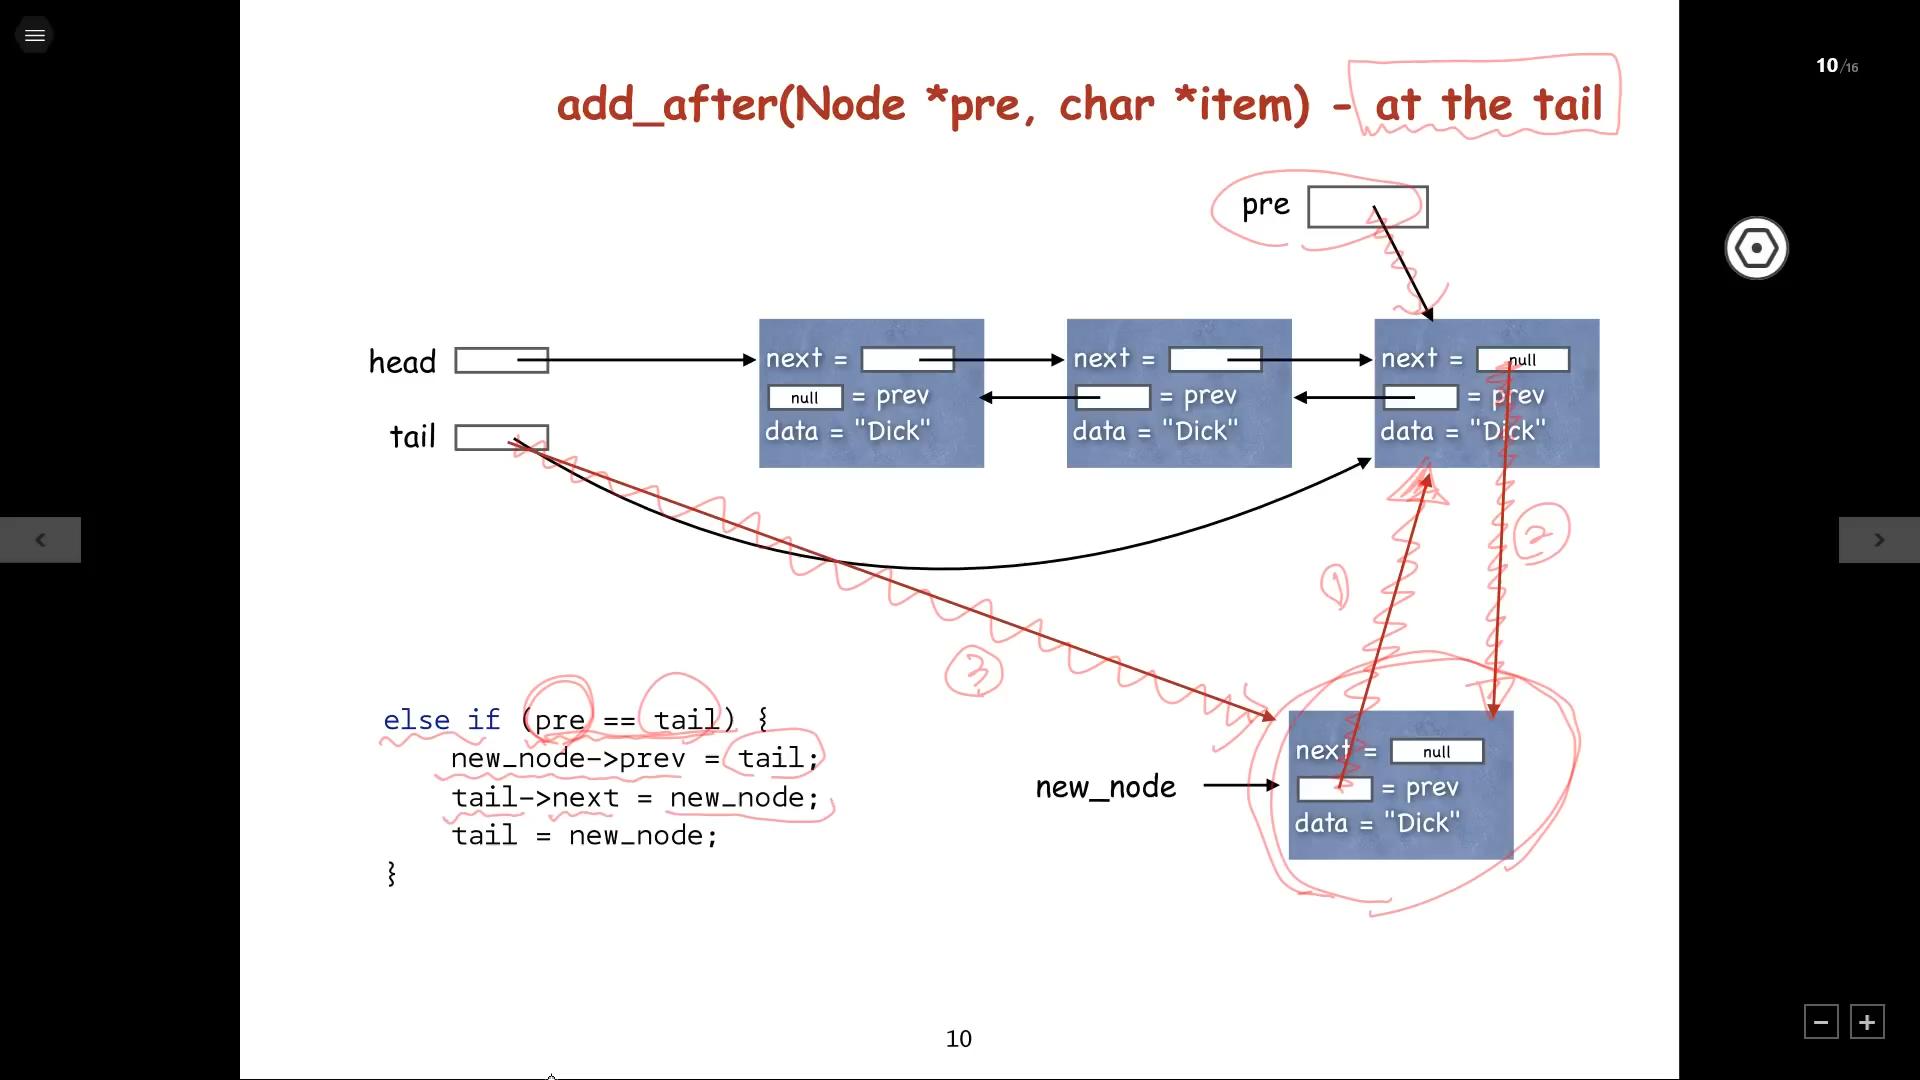 10/16
add_after(Node *pre, char *item) - at the tail
pre
head
next =
next =
next = null
null = prev
= prev
= prev
tail
data = "Dick"
data = "Dick"
data = "Dick"
2
1
3
else if (pre == tail) {
new_node->prev = tail;
tail->next = new_node;
tail = new_node;
}
new_node
next = null
= prev
data = "Dick"
10